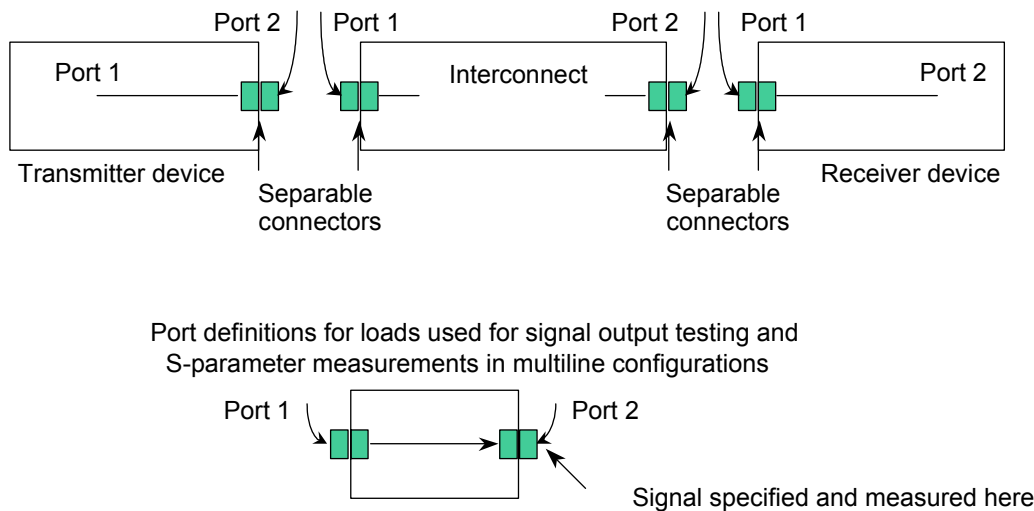 Port 2
Port 1
Port 2
Port 1
Port 1
Interconnect
Port 2
Transmitter device
Separable
connectors
Separable
connectors
Receiver device
Port definitions for loads used for signal output testing and
S-parameter measurements in multiline configurations
Port 1
Port 2
Signal specified and measured here